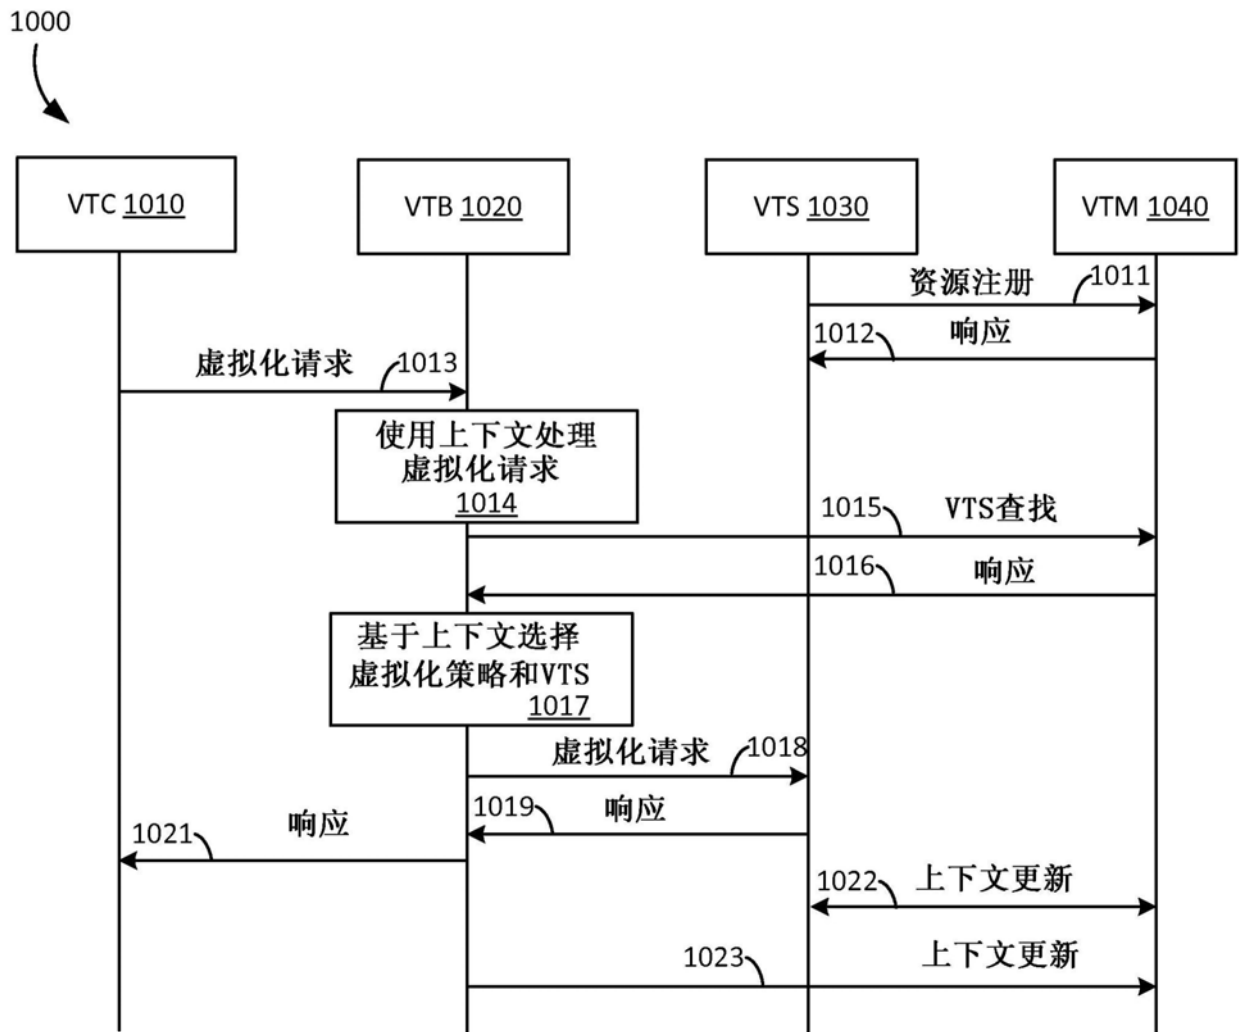 1000
VTC 1010
VTB 1020
VTS 1030
VTM 1040
资源注册
1011
1012
响应
虚拟化请求
1013
使用上下文处理
虚拟化请求
1014
1015
VTS查找
1016
响应
基于上下文选择
虚拟化策略和VTS
1017
虚拟化请求
1018
1019
响应
1021
响应
1022
上下文更新
1023
上下文更新